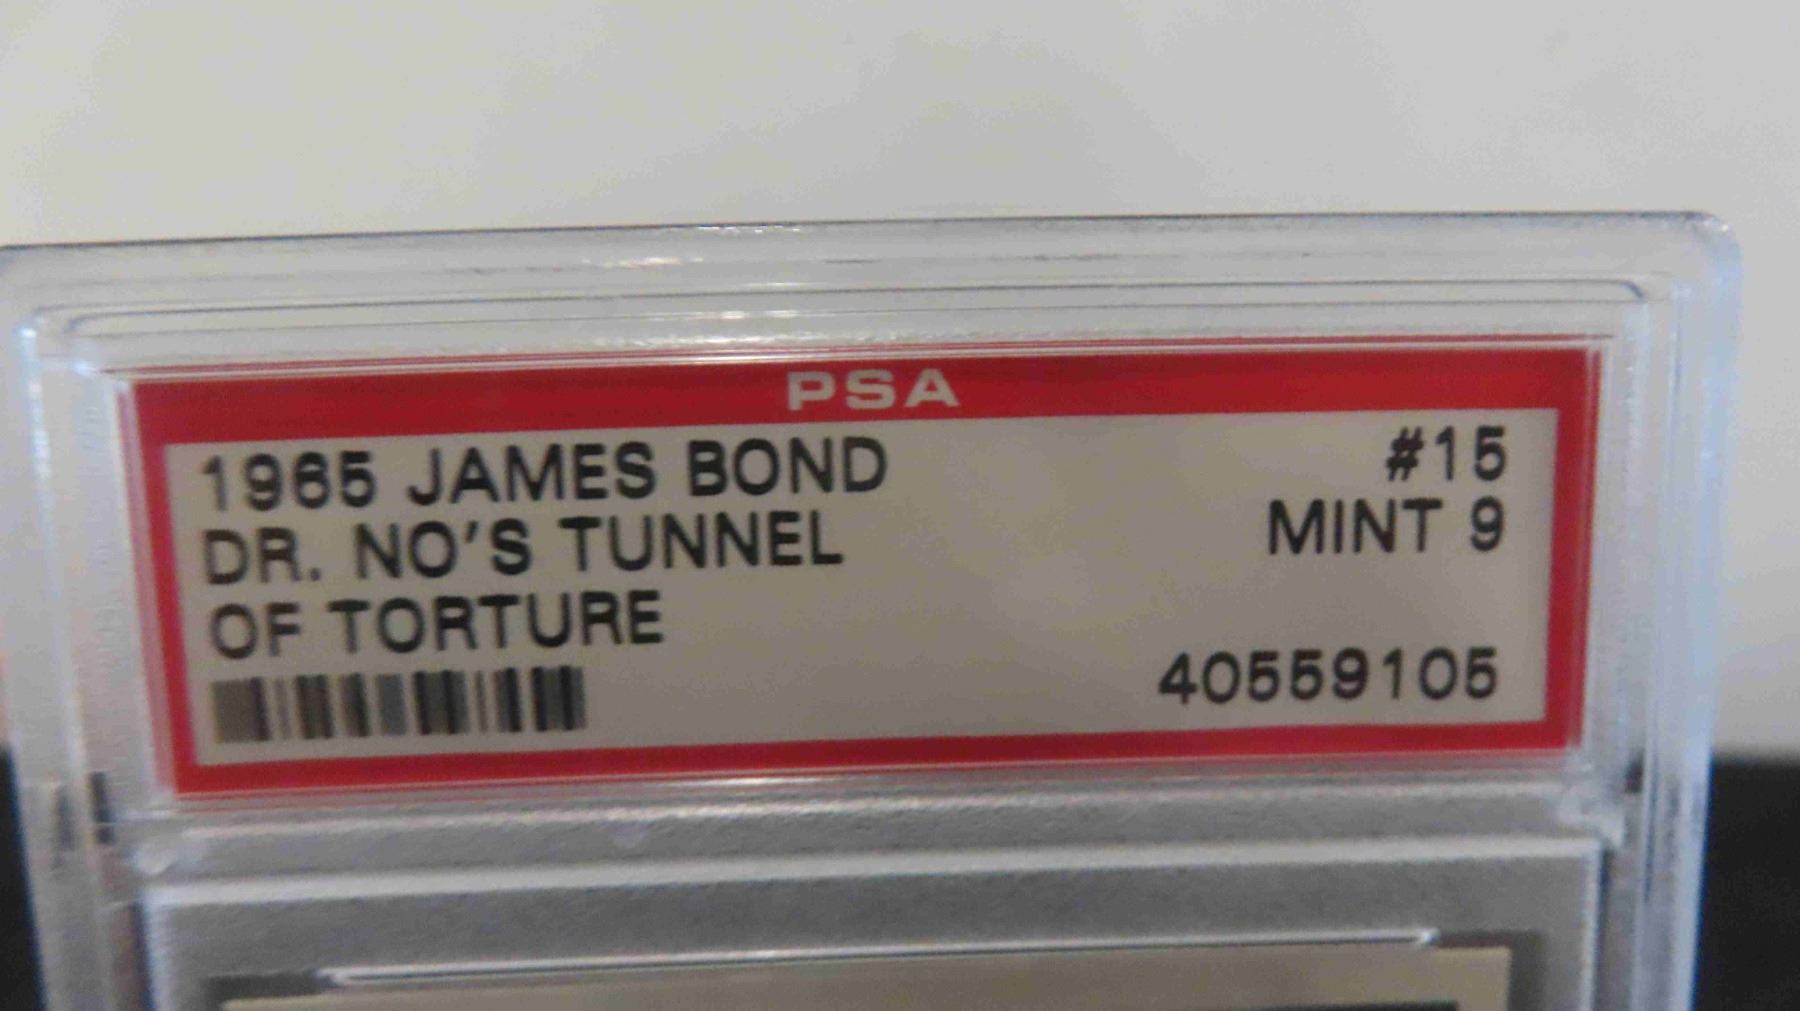 PSA
1965 JAMES BOND #15
DR. NO'S TUNNEL MINT 9
OF TORTURE
40559105